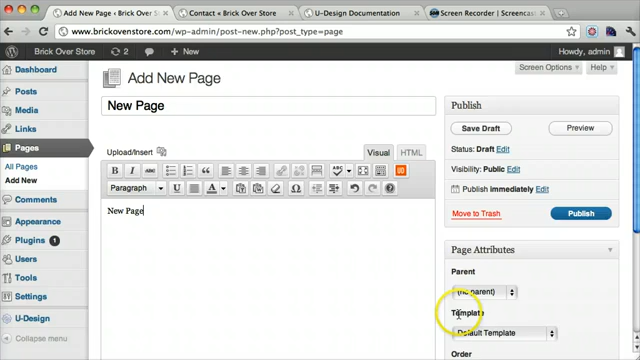 Add New Page ‹ Brick Over St
Contact « Brick Over Store
U-Design Documentation
Screen Recorder | Screencast
www.brickovenstore.com/wp-admin/post-new.php?post_type=page
Brick Over Store
2
New
Howdy, admin
Dashboard
Posts
Media
Links
Pages
All Pages
Add New
Comments
Appearance
Plugins 1
Users
Tools
Settings
U-Design
Collapse menu
Screen Options
Help
Add New Page
New Page
Upload/Insert
Visual
HTML
B I ABC
ABC
Paragraph
U
A
New Page
Publish
Save Draft
Preview
Status: Draft Edit
Visibility: Public Edit
Publish immediately Edit
Move to Trash
Publish
Page Attributes
Parent
(no parent)
Template
Default Template
Order